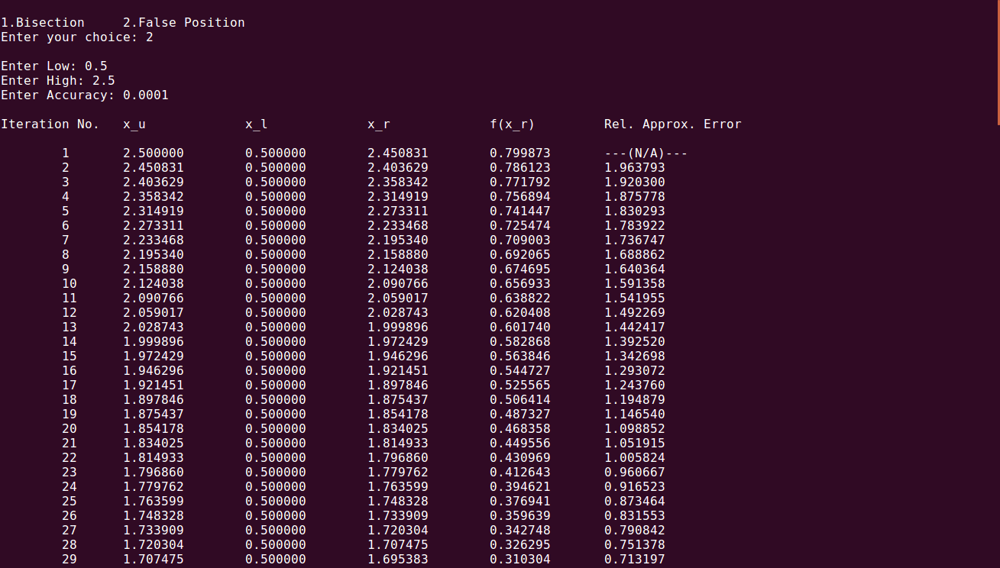 1.Bisection     2.False Position
Enter your choice: 2
Enter Low: 0.5
Enter High: 2.5
Enter Accuracy: 0.0001
Iteration No.   x_u             x_l             x_r             f(x_r)         Rel. Approx. Error
1       2.500000        0.500000        2.450831        0.799873       ---(N/A)---
2       2.450831        0.500000        2.403629        0.786123       1.963793
3       2.403629        0.500000        2.358342        0.771792       1.920300
4       2.358342        0.500000        2.314919        0.756894       1.875778
5       2.314919        0.500000        2.273311        0.741447       1.830293
6       2.273311        0.500000        2.233468        0.725474       1.783922
7       2.233468        0.500000        2.195340        0.709003       1.736747
8       2.195340        0.500000        2.158880        0.692065       1.688862
9       2.158880        0.500000        2.124038        0.674695       1.640364
10      2.124038        0.500000        2.090766        0.656933       1.591358
11      2.090766        0.500000        2.059017        0.638822       1.541955
12      2.059017        0.500000        2.028743        0.620408       1.492269
13      2.028743        0.500000        1.999896        0.601740       1.442417
14      1.999896        0.500000        1.972429        0.582868       1.392520
15      1.972429        0.500000        1.946296        0.563846       1.342698
16      1.946296        0.500000        1.921451        0.544727       1.293072
17      1.921451        0.500000        1.897846        0.525565       1.243760
18      1.897846        0.500000        1.875437        0.506414       1.194879
19      1.875437        0.500000        1.854178        0.487327       1.146540
20      1.854178        0.500000        1.834025        0.468358       1.098852
21      1.834025        0.500000        1.814933        0.449556       1.051915
22      1.814933        0.500000        1.796860        0.430969       1.005824
23      1.796860        0.500000        1.779762        0.412643       0.960667
24      1.779762        0.500000        1.763599        0.394621       0.916523
25      1.763599        0.500000        1.748328        0.376941       0.873464
26      1.748328        0.500000        1.733909        0.359639       0.831553
27      1.733909        0.500000        1.720304        0.342748       0.790842
28      1.720304        0.500000        1.707475        0.326295       0.751378
29      1.707475        0.500000        1.695383        0.310304       0.713197